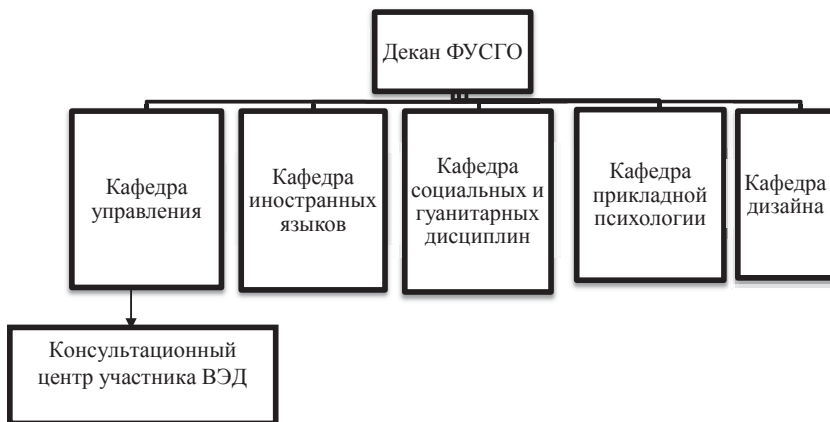 Декан ФУСГО
Кафедра
управления
Кафедра
иностранных
языков
Кафедра
социальных и
гуанитарных
дисциплин
Кафедра
прикладной
психологии
Кафедра
дизайна
Консультационный
центр участника ВЭД